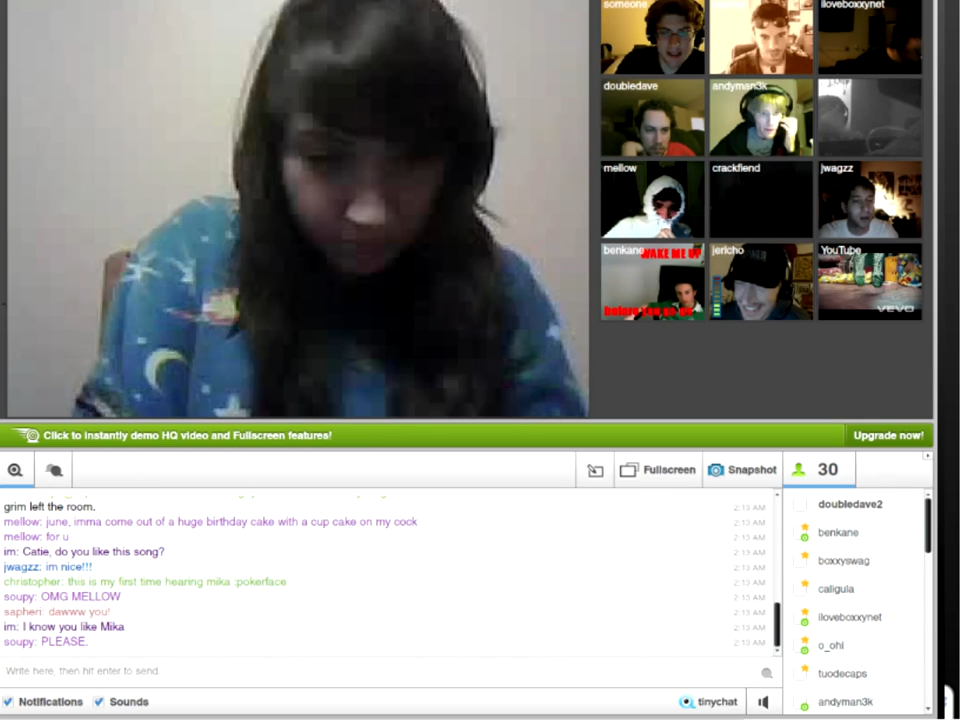 someone
iloveboxxynet
doubledave
andyman3k
mellow
crackfiend
jwagzz
benkane
WAKE ME UP
before you go go
jericho
YouTube
vevo
Click to instantly demo HQ video and Fullscreen features!
Upgrade now!
Fullscreen
Snapshot
30
grim left the room.
2:13 AM
mellow: june, imma come out of a huge birthday cake with a cup cake on my cock
2:13 AM
mellow: for u
2:13 AM
im: Catie, do you like this song?
2:13 AM
jwagzz: im nice!!!
2:13 AM
christopher: this is my first time hearing mika :pokerface
2:13 AM
soupy: OMG MELLOW
2:13 AM
sapheri: dawww you!
2:13 AM
im: I know you like Mika
2:13 AM
soupy: PLEASE.
2:13 AM
doubledave2
benkane
boxxyswag
caligula
iloveboxxynet
o_ohi
tuodecaps
andyman3k
Write here, then hit enter to send
Notifications
Sounds
tinychat